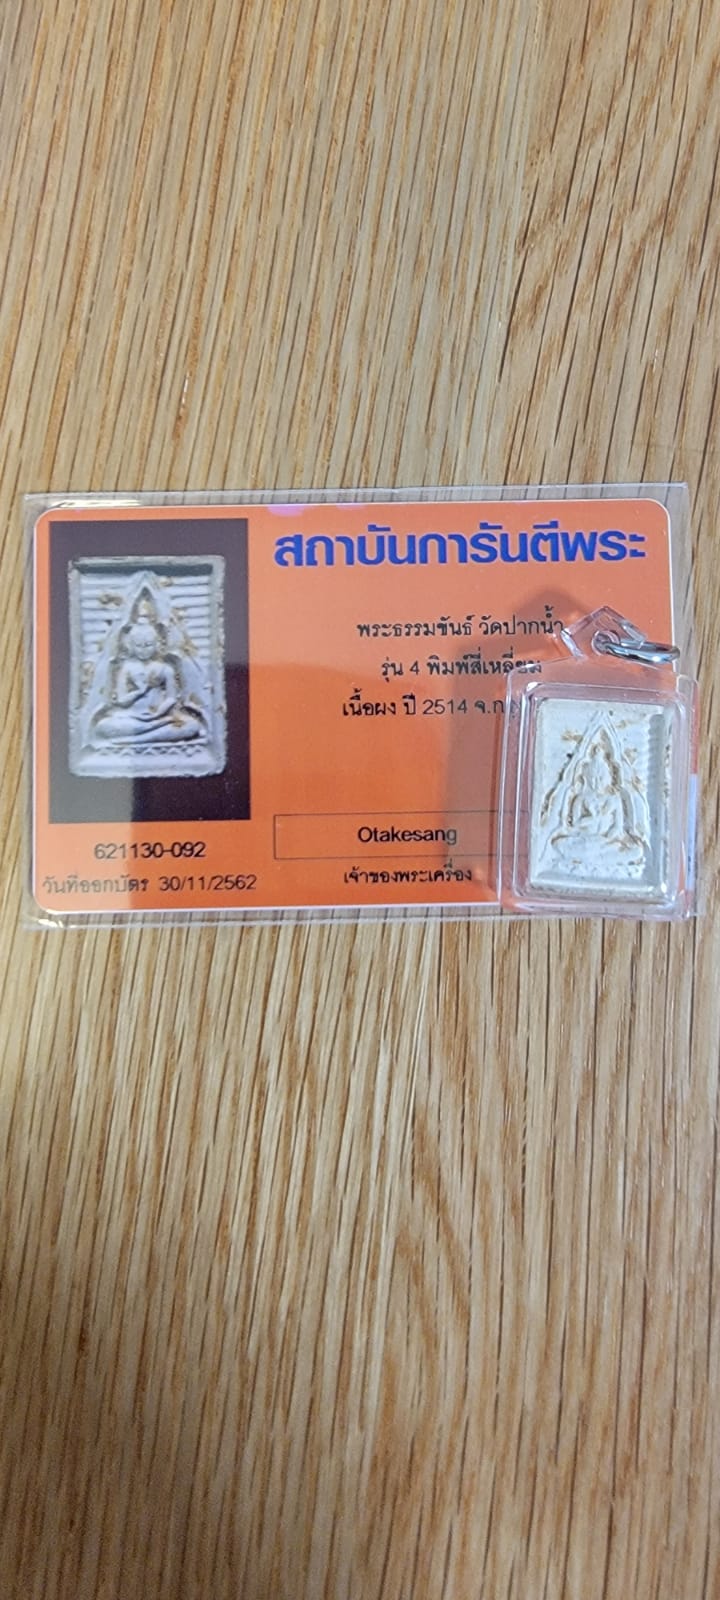 สถาบันการันตีพระ
พระธรรมขันธ์ วัดปากน้ำ
รุ่น 4 พิมพ์สี่เหลี่ยม
เนื้อผง ปี 2514
621130-092
Otakesang
วันที่ออกบัตร 30/11/2562
เจ้าของพระเครื่อง